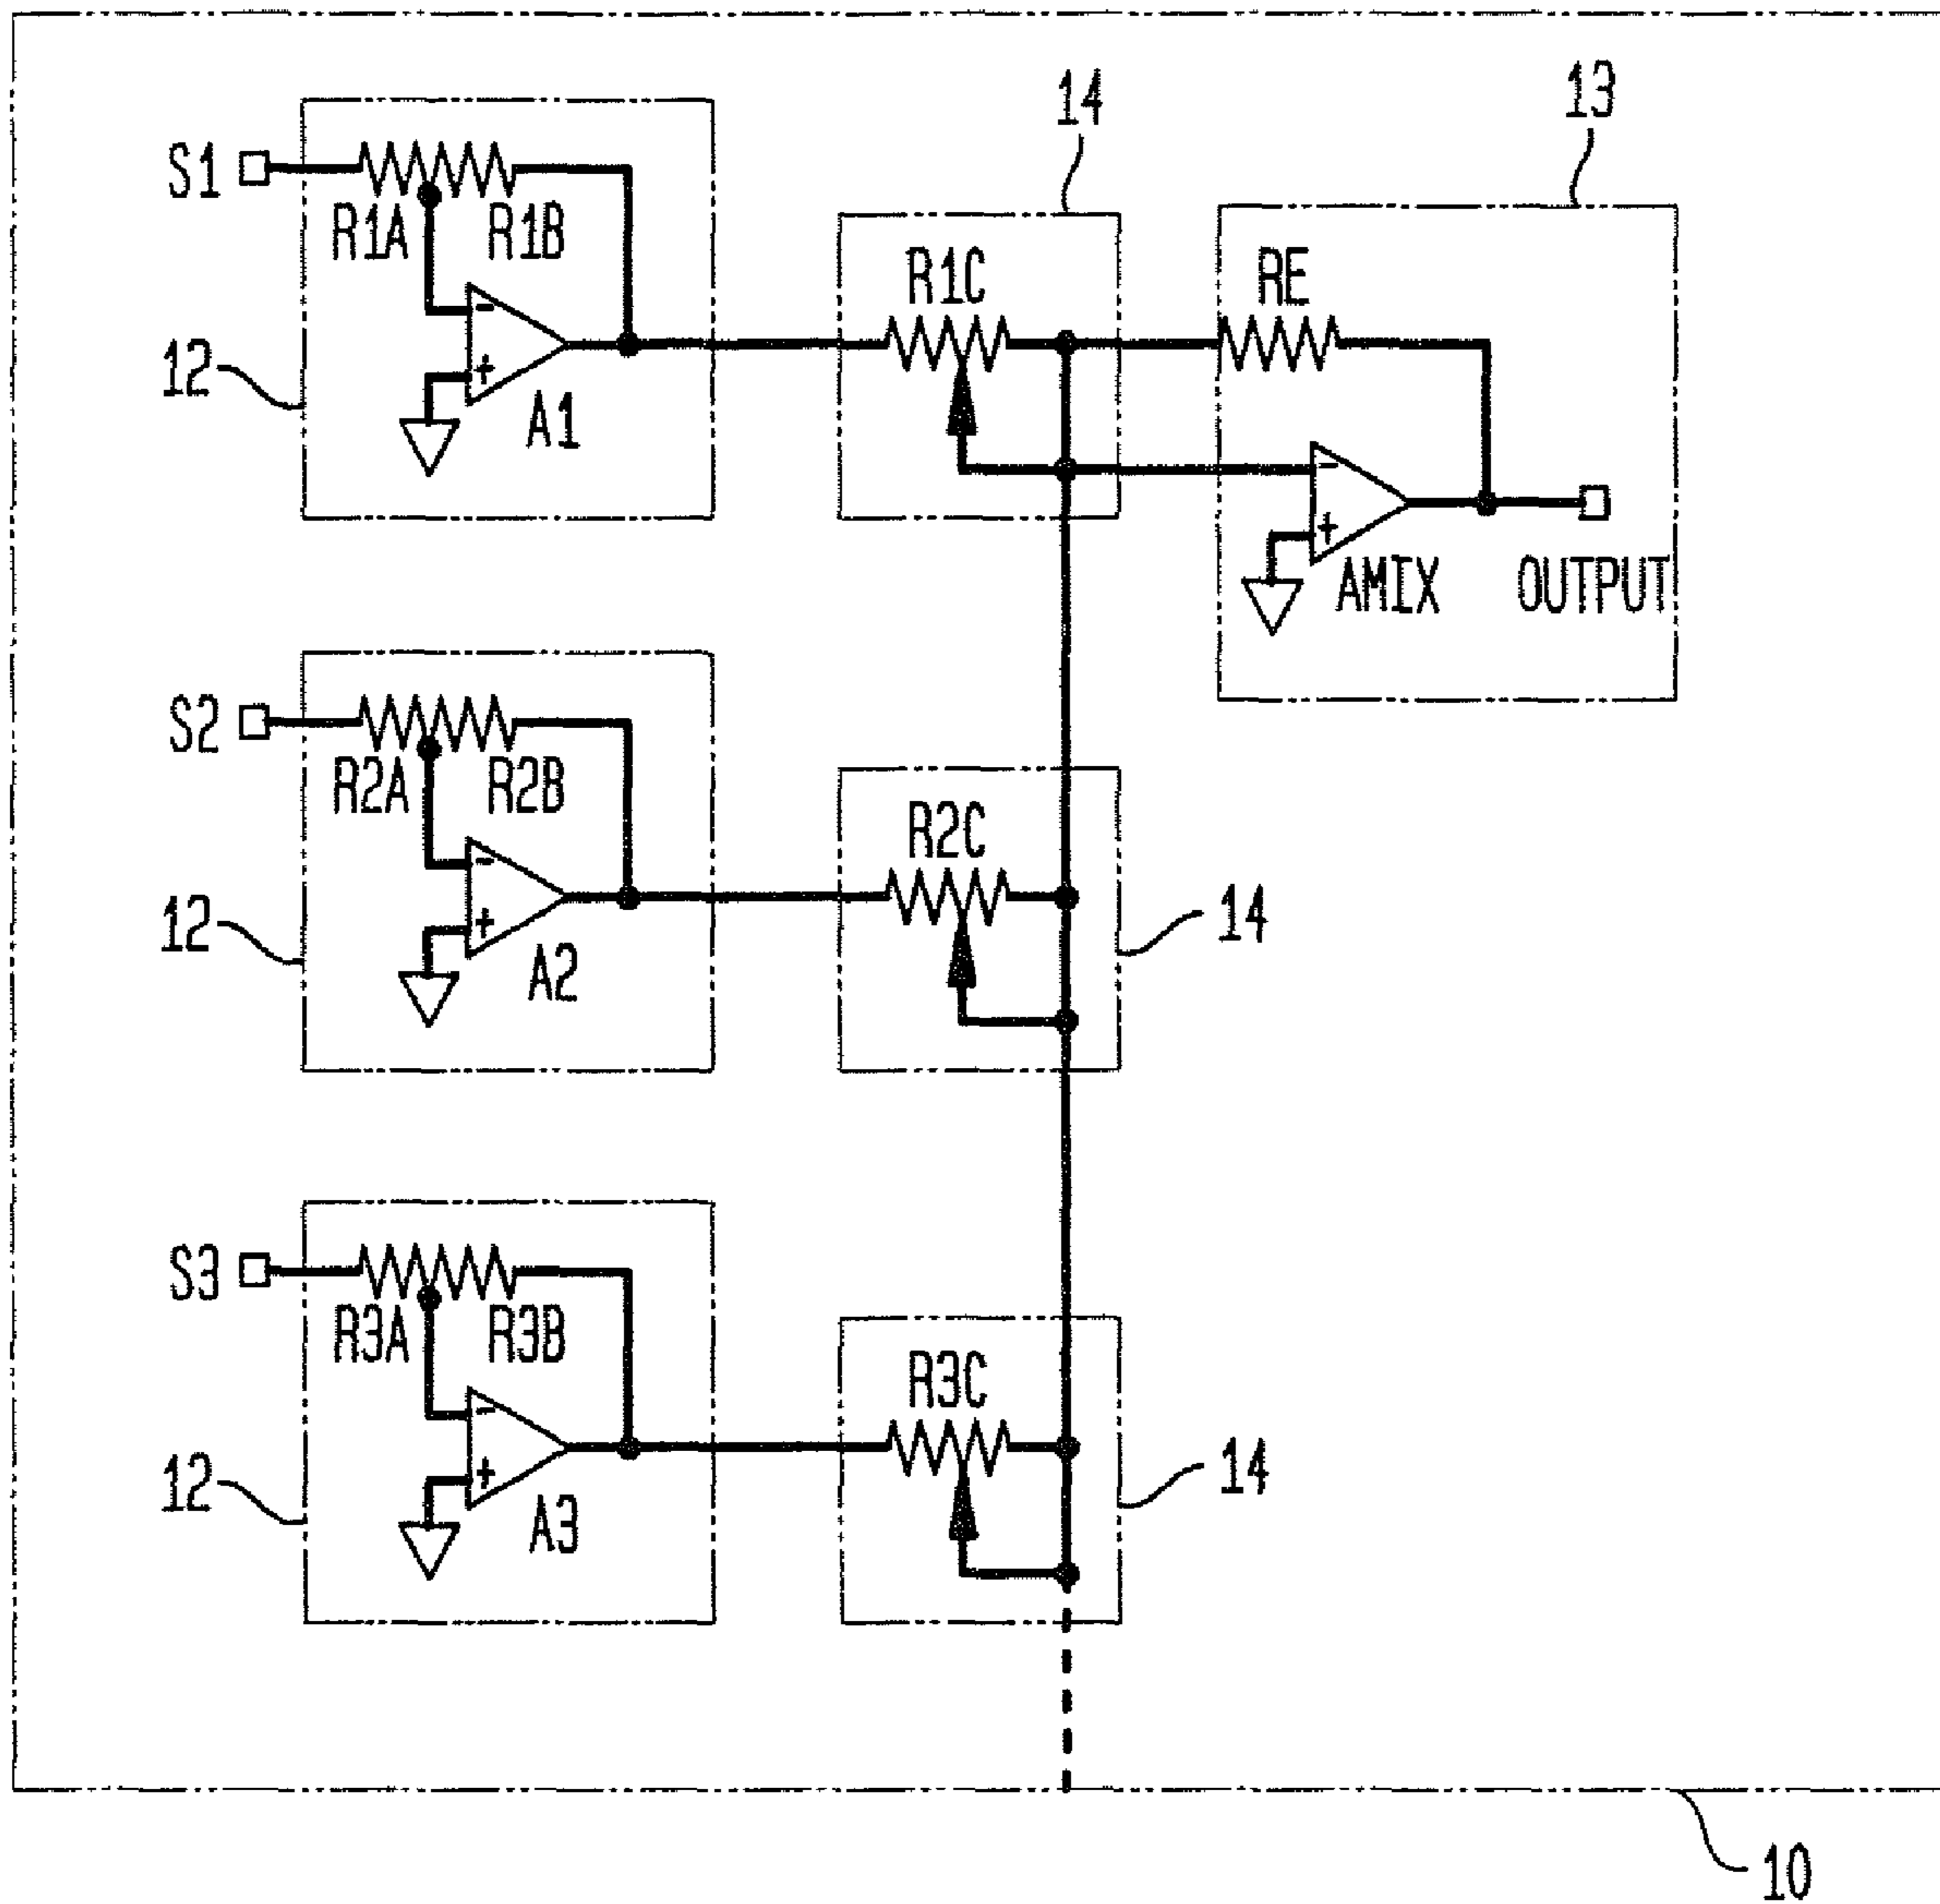 14
13
S1
R1A R1B
R1C
RE
12
-
+
A1
-
+
AMIX
OUTPUT
S2
R2A R2B
R2C
12
-
+
A2
14
S3
R3A R3B
R3C
12
-
+
A3
14
10